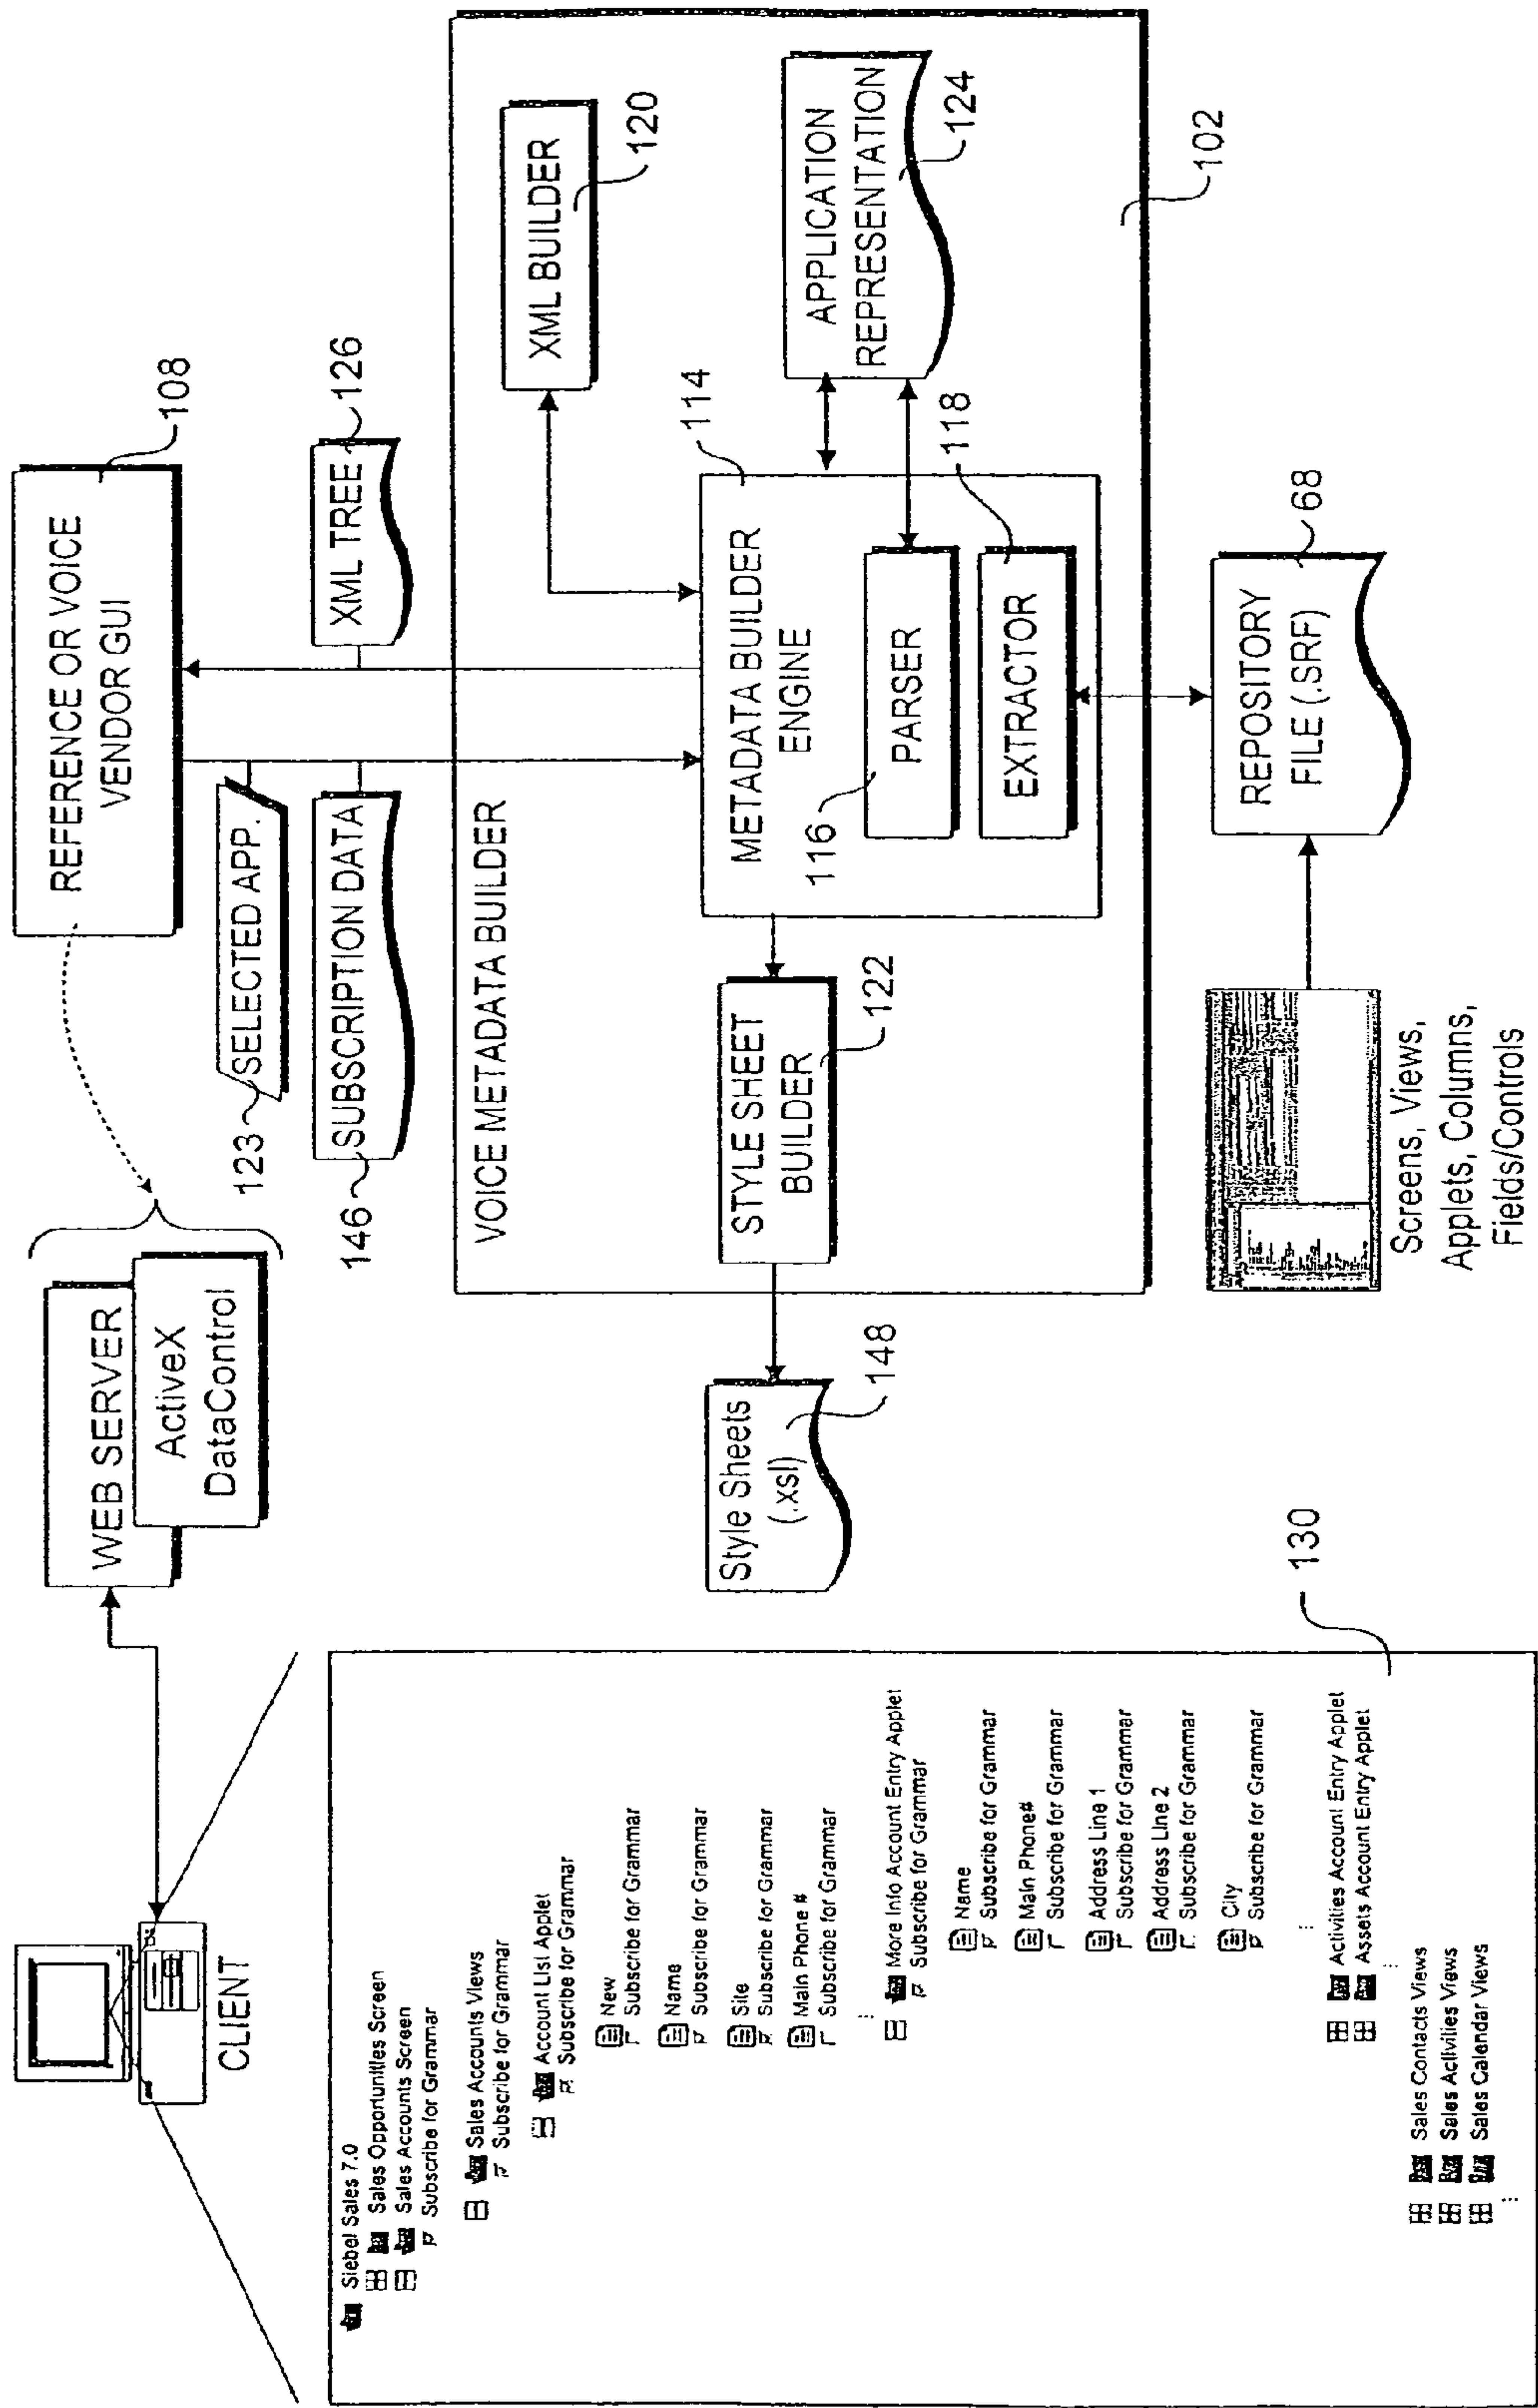 CLIENT
WEB SERVER
ActiveX
DataControl
REFERENCE OR VOICE
VENDOR GUI
108
123
SELECTED APP.
146
SUBSCRIPTION DATA
XML TREE
126
VOICE METADATA BUILDER
XML BUILDER
120
METADATA BUILDER
ENGINE
114
116
PARSER
118
EXTRACTOR
APPLICATION
REPRESENTATION
124
102
STYLE SHEET
BUILDER
122
Style Sheets
(.xsl)
148
REPOSITORY
FILE (.SRF)
68
Screens, Views,
Applets, Columns,
Fields/Controls
130
Siebel Sales 7.0
Sales Opportunities Screen
Sales Accounts Screen
Subscribe for Grammar
Sales Accounts Views
Subscribe for Grammar
Account List Applet
Subscribe for Grammar
New
Subscribe for Grammar
Name
Subscribe for Grammar
Site
Subscribe for Grammar
Main Phone #
Subscribe for Grammar
More Info Account Entry Applet
Subscribe for Grammar
Name
Subscribe for Grammar
Main Phone#
Subscribe for Grammar
Address Line 1
Subscribe for Grammar
Address Line 2
Subscribe for Grammar
City
Subscribe for Grammar
Activities Account Entry Applet
Assets Account Entry Applet
Sales Contacts Views
Sales Activities Views
Sales Calendar Views